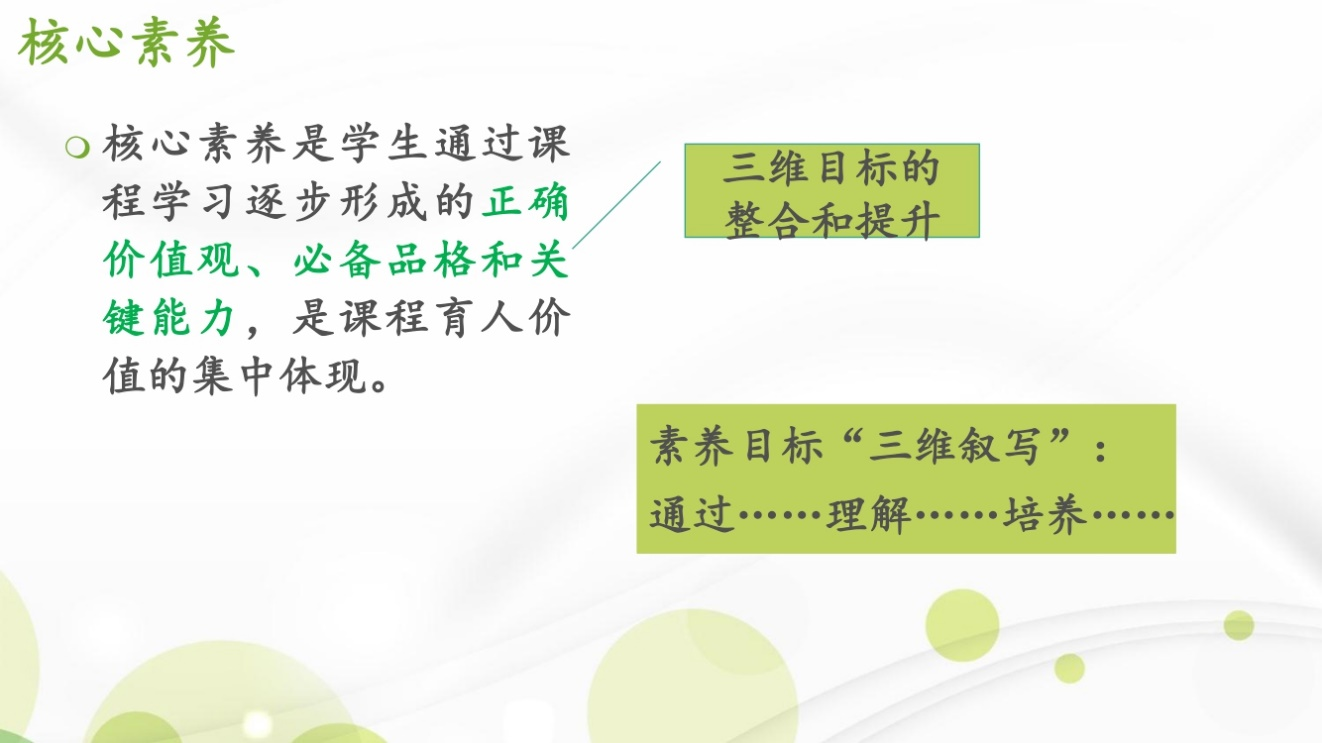 核心素养
核心素养是学生通过课
程学习逐步形成的正确
价值观、必备品格和关
键能力，是课程育人价
值的集中体现。
三维目标的
整合和提升
素养目标“三维叙写”：
通过……理解……培养……